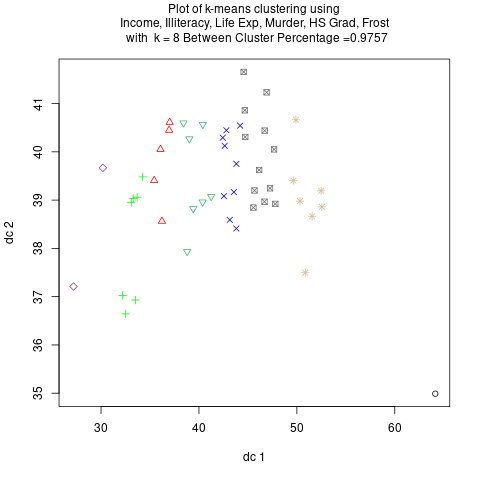 Plot of k-means clustering using
Income, Illiteracy, Life Exp, Murder, HS Grad, Frost
with k = 8 Between Cluster Percentage =0.9757
dc 2
41
40
39
38
37
36
35
30 40 50 60
dc 1